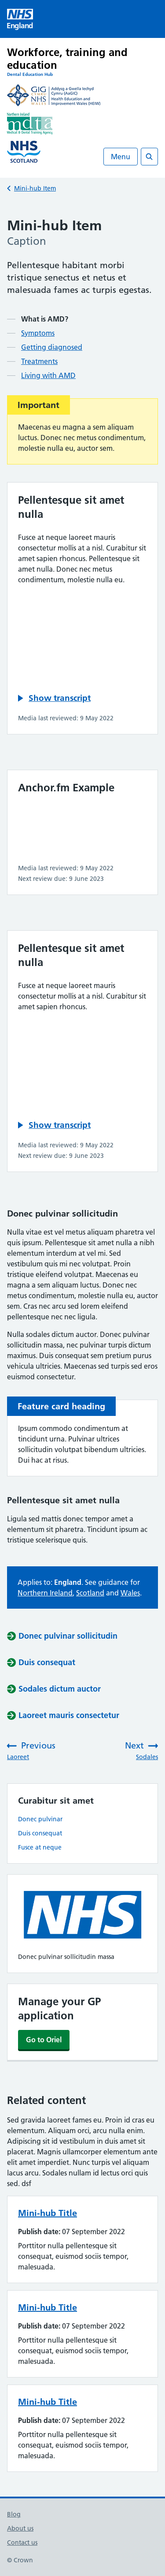 NHS
England
Workforce, training and
education
Dental Education Hub
GIG
NHS
Addysg a Gwella Iechyd
Cymru (AaGIC)
Health Education and
Improvement Wales (HEIW)
Northern Ireland
mdta
Medical & Dental Training Agency
NHS
SCOTLAND
Menu
Mini-hub Item
Mini-hub Item
Caption
Pellentesque habitant morbi
tristique senectus et netus et
malesuada fames ac turpis egestas.
What is AMD?
Symptoms
Getting diagnosed
Treatments
Living with AMD
Important
Maecenas eu magna a sem aliquam
luctus. Donec nec metus condimentum,
molestie nulla eu, auctor sem.
Pellentesque sit amet
nulla
Fusce at neque laoreet mauris
consectetur mollis at a nisl. Curabitur sit
amet sapien rhoncus. Pellentesque sit
amet nulla. Donec nec metus
condimentum, molestie nulla eu.
Show transcript
Media last reviewed: 9 May 2022
Anchor.fm Example
Media last reviewed: 9 May 2022
Next review due: 9 June 2023
Pellentesque sit amet
nulla
Fusce at neque laoreet mauris
consectetur mollis at a nisl. Curabitur sit
amet sapien rhoncus.
Show transcript
Media last reviewed: 9 May 2022
Next review due: 9 June 2023
Donec pulvinar sollicitudin
Nulla vitae est vel metus aliquam pharetra vel
quis quam. Pellentesque sit amet nulla a nibh
elementum interdum at vel mi. Sed
vestibulum quis mi nec volutpat. Proin
tristique eleifend volutpat. Maecenas eu
magna a sem aliquam luctus. Donec nec
metus condimentum, molestie nulla eu, auctor
sem. Cras nec arcu sed lorem eleifend
pellentesque nec nec ligula.
Nulla sodales dictum auctor. Donec pulvinar
sollicitudin massa, nec pulvinar turpis dictum
maximus. Duis consequat sem pretium purus
vehicula ultricies. Maecenas sed turpis sed eros
euismod consectetur.
Feature card heading
Ipsum commodo condimentum at
tincidunt urna. Pulvinar ultrices
sollicitudin volutpat bibendum ultricies.
Dui hac at risus.
Pellentesque sit amet nulla
Ligula sed mattis dosec tempor amet a
tincidunt sit pharetra. Tincidunt ipsum ac
tristique scelerisque quis.
Applies to: England. See guidance for
Northern Ireland, Scotland and Wales.
Donec pulvinar sollicitudin
Duis consequat
Sodales dictum auctor
Laoreet mauris consectetur
Previous
Laoreet
Next
Sodales
Curabitur sit amet
Donec pulvinar
Duis consequat
Fusce at neque
NHS
Donec pulvinar sollicitudin massa
Manage your GP
application
Go to Oriel
Related content
Sed gravida laoreet fames eu. Proin id cras eu
elementum. Aliquam, odio amet, nunc duis.
Adipiscing sit id vestibulum in duis amet sit
placerat. Magnis ullamcorper elementum ante
elit amet imperdiet. Nunc turpis vel aliquam
lacus arcu. Sodales nullam id lectus orci quis
sed. dsf
Mini-hub Title
Publish date: 07 September 2022
Porttitor nulla pellentesque sit
consequat, euismod sociis tempor,
malesuada.
Mini-hub Title
Publish date: 07 September 2022
Porttitor nulla pellentesque sit
consequat, euismod sociis tempor,
malesuada.
Mini-hub Title
Publish date: 07 September 2022
Porttitor nulla pellentesque sit
consequat, euismod sociis tempor,
malesuada.
Blog
About us
Contact us
© Crown